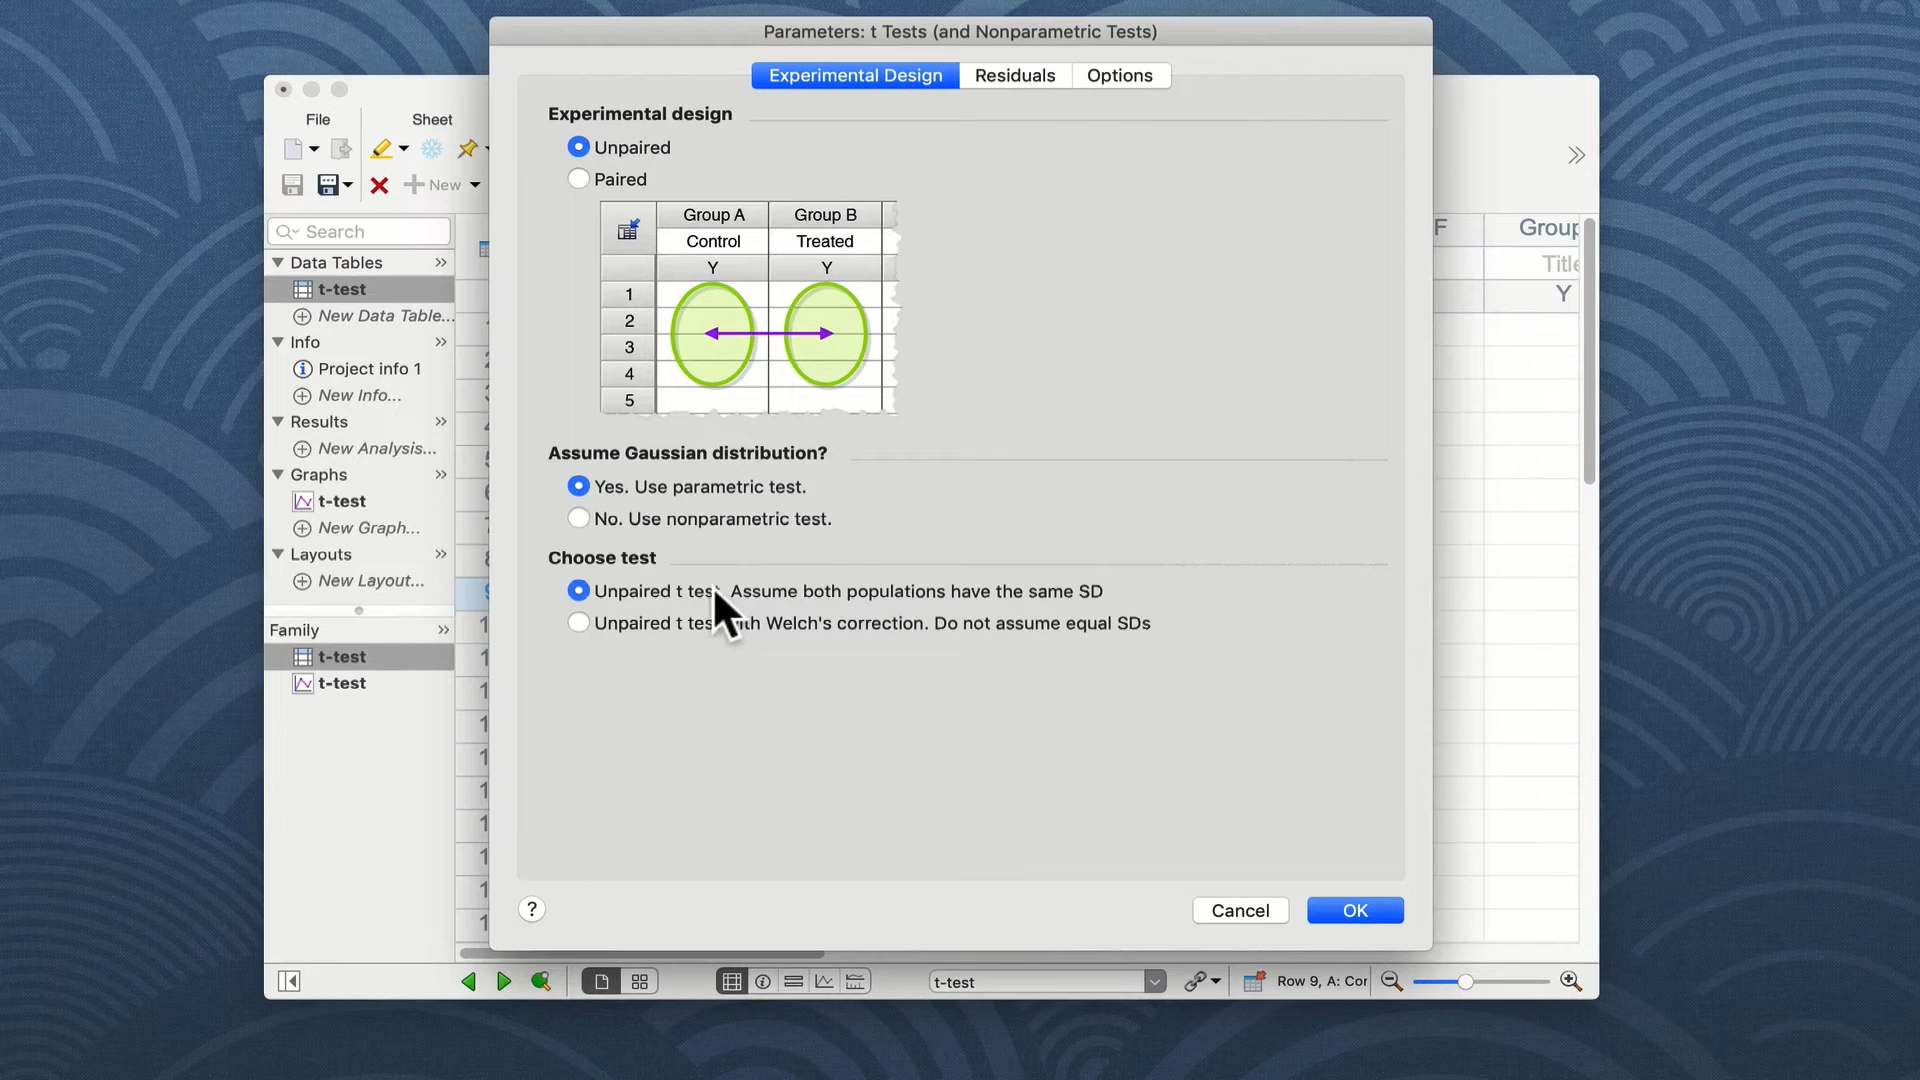 Parameters: t Tests (and Nonparametric Tests)
Experimental Design
Residuals
Options
File
Sheet
New
Search
Data Tables
t-test
New Data Table...
Info
Project info 1
New Info...
Results
New Analysis...
Graphs
t-test
New Graph...
Layouts
New Layout...
Family
t-test
t-test
Experimental design
Unpaired
Paired
Group A Group B
Control Treated
Y Y
1
2
3
4
5
Assume Gaussian distribution?
Yes. Use parametric test.
No. Use nonparametric test.
Choose test
Unpaired t test. Assume both populations have the same SD
Unpaired t test with Welch's correction. Do not assume equal SDs
?
Cancel
OK
F
Group
Title
Y
t-test
Row 9, A: Cor